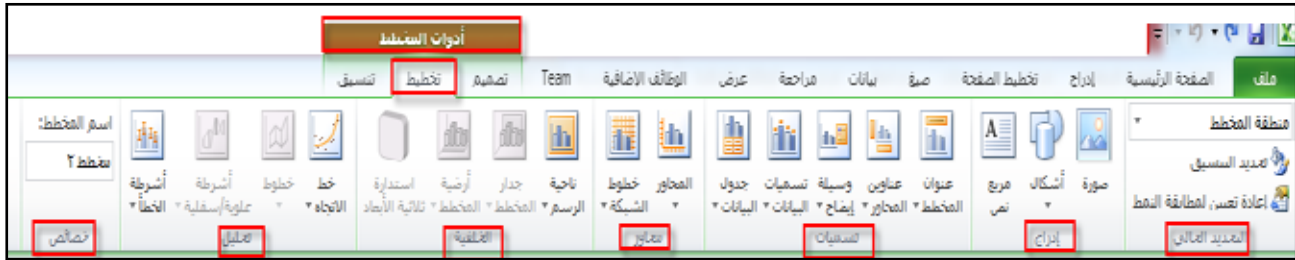 أدوات المخطط
ملف الصفحة الرئيسية إدراج تخطيط الصفحة صيغ بيانات مراجعة عرض الوظائف الاضافية Team تصميم تخطيط تنسيق
منطقة المخطط
تحديد التنسيق
إعادة تعيين لمطابقة النمط
التحديد الحالي
صورة
أشكال
مربع نص
إدراج
عنوان المخطط
عناوين المحاور
وسيلة إيضاح
تسميات البيانات
جدول البيانات
تسميات
المحاور
خطوط الشبكة
محاور
ناحية الرسم
جدار المخطط
أرضية المخطط
استدارة ثلاثية الأبعاد
الخلفية
خط الاتجاه
خطوط
أشرطة علوية/سفلية
أشرطة الخطأ
تحليل
اسم المخطط:
مخطط ٢
خصائص